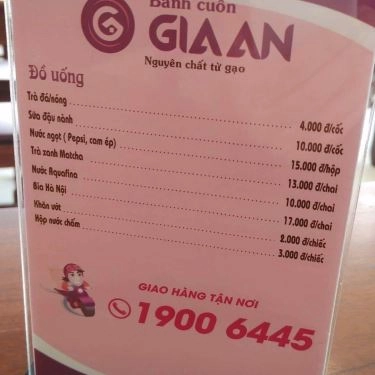 Bánh cuốn
GIA AN
Nguyên chất từ gạo
Đồ uống
Trà đá/nóng 4.000 đ/cốc
Sữa đậu nành 10.000 đ/cốc
Nước ngọt ( Pepsi, cam ép) 15.000 đ/hộp
Trà xanh Matcha 13.000 đ/chai
Nước Aquafina 10.000 đ/chai
Bia Hà Nội 17.000 đ/chai
Khăn ướt 2.000 đ/chiếc
Hộp nước chấm 3.000 đ/chiếc
GIAO HÀNG TẬN NƠI
1900 6445